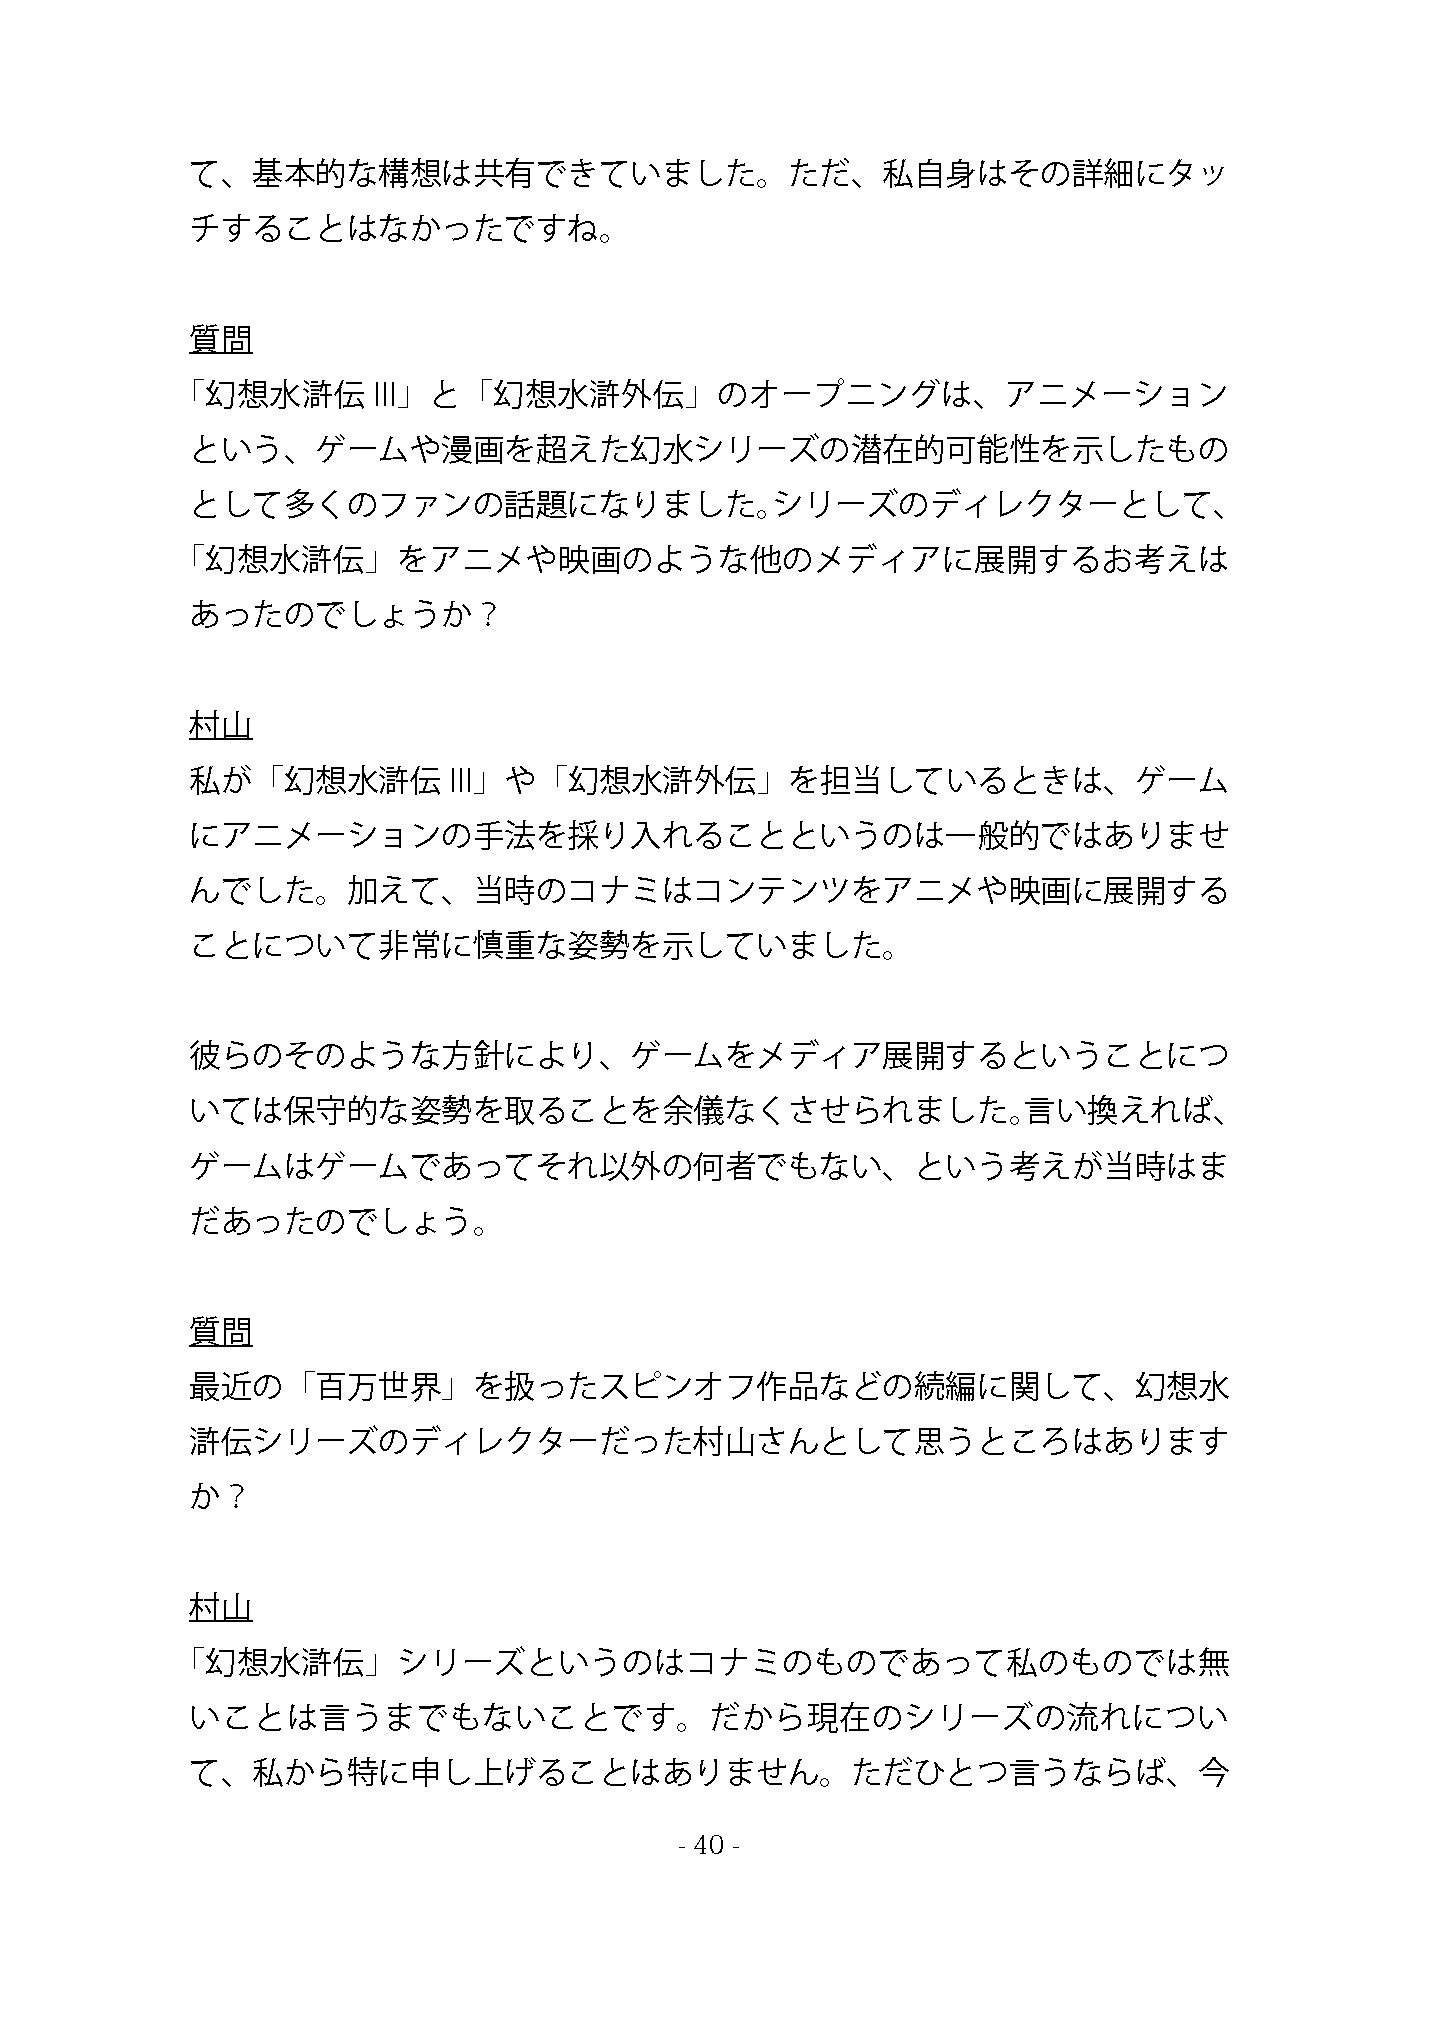 て、基本的な構想は共有できていました。ただ、私自身はその詳細にタッ
チすることはなかったですね。
質問
「幻想水滸伝 III」と「幻想水滸外伝」のオープニングは、アニメーション
という、ゲームや漫画を超えた幻水シリーズの潜在的可能性を示したもの
として多くのファンの話題になりました。シリーズのディレクターとして、
「幻想水滸伝」をアニメや映画のような他のメディアに展開するお考えは
あったのでしょうか？
村山
私が「幻想水滸伝 III」や「幻想水滸外伝」を担当しているときは、ゲーム
にアニメーションの手法を採り入れることというのは一般的ではありませ
んでした。加えて、当時のコナミはコンテンツをアニメや映画に展開する
ことについて非常に慎重な姿勢を示していました。
彼らのそのような方針により、ゲームをメディア展開するということにつ
いては保守的な姿勢を取ることを余儀なくさせられました。言い換えれば、
ゲームはゲームであってそれ以外の何者でもない、という考えが当時はま
だあったのでしょう。
質問
最近の「百万世界」を扱ったスピンオフ作品などの続編に関して、幻想水
滸伝シリーズのディレクターだった村山さんとして思うところはあります
か？
村山
「幻想水滸伝」シリーズというのはコナミのものであって私のものでは無
いことは言うまでもないことです。だから現在のシリーズの流れについ
て、私から特に申し上げることはありません。ただひとつ言うならば、今
- 40 -